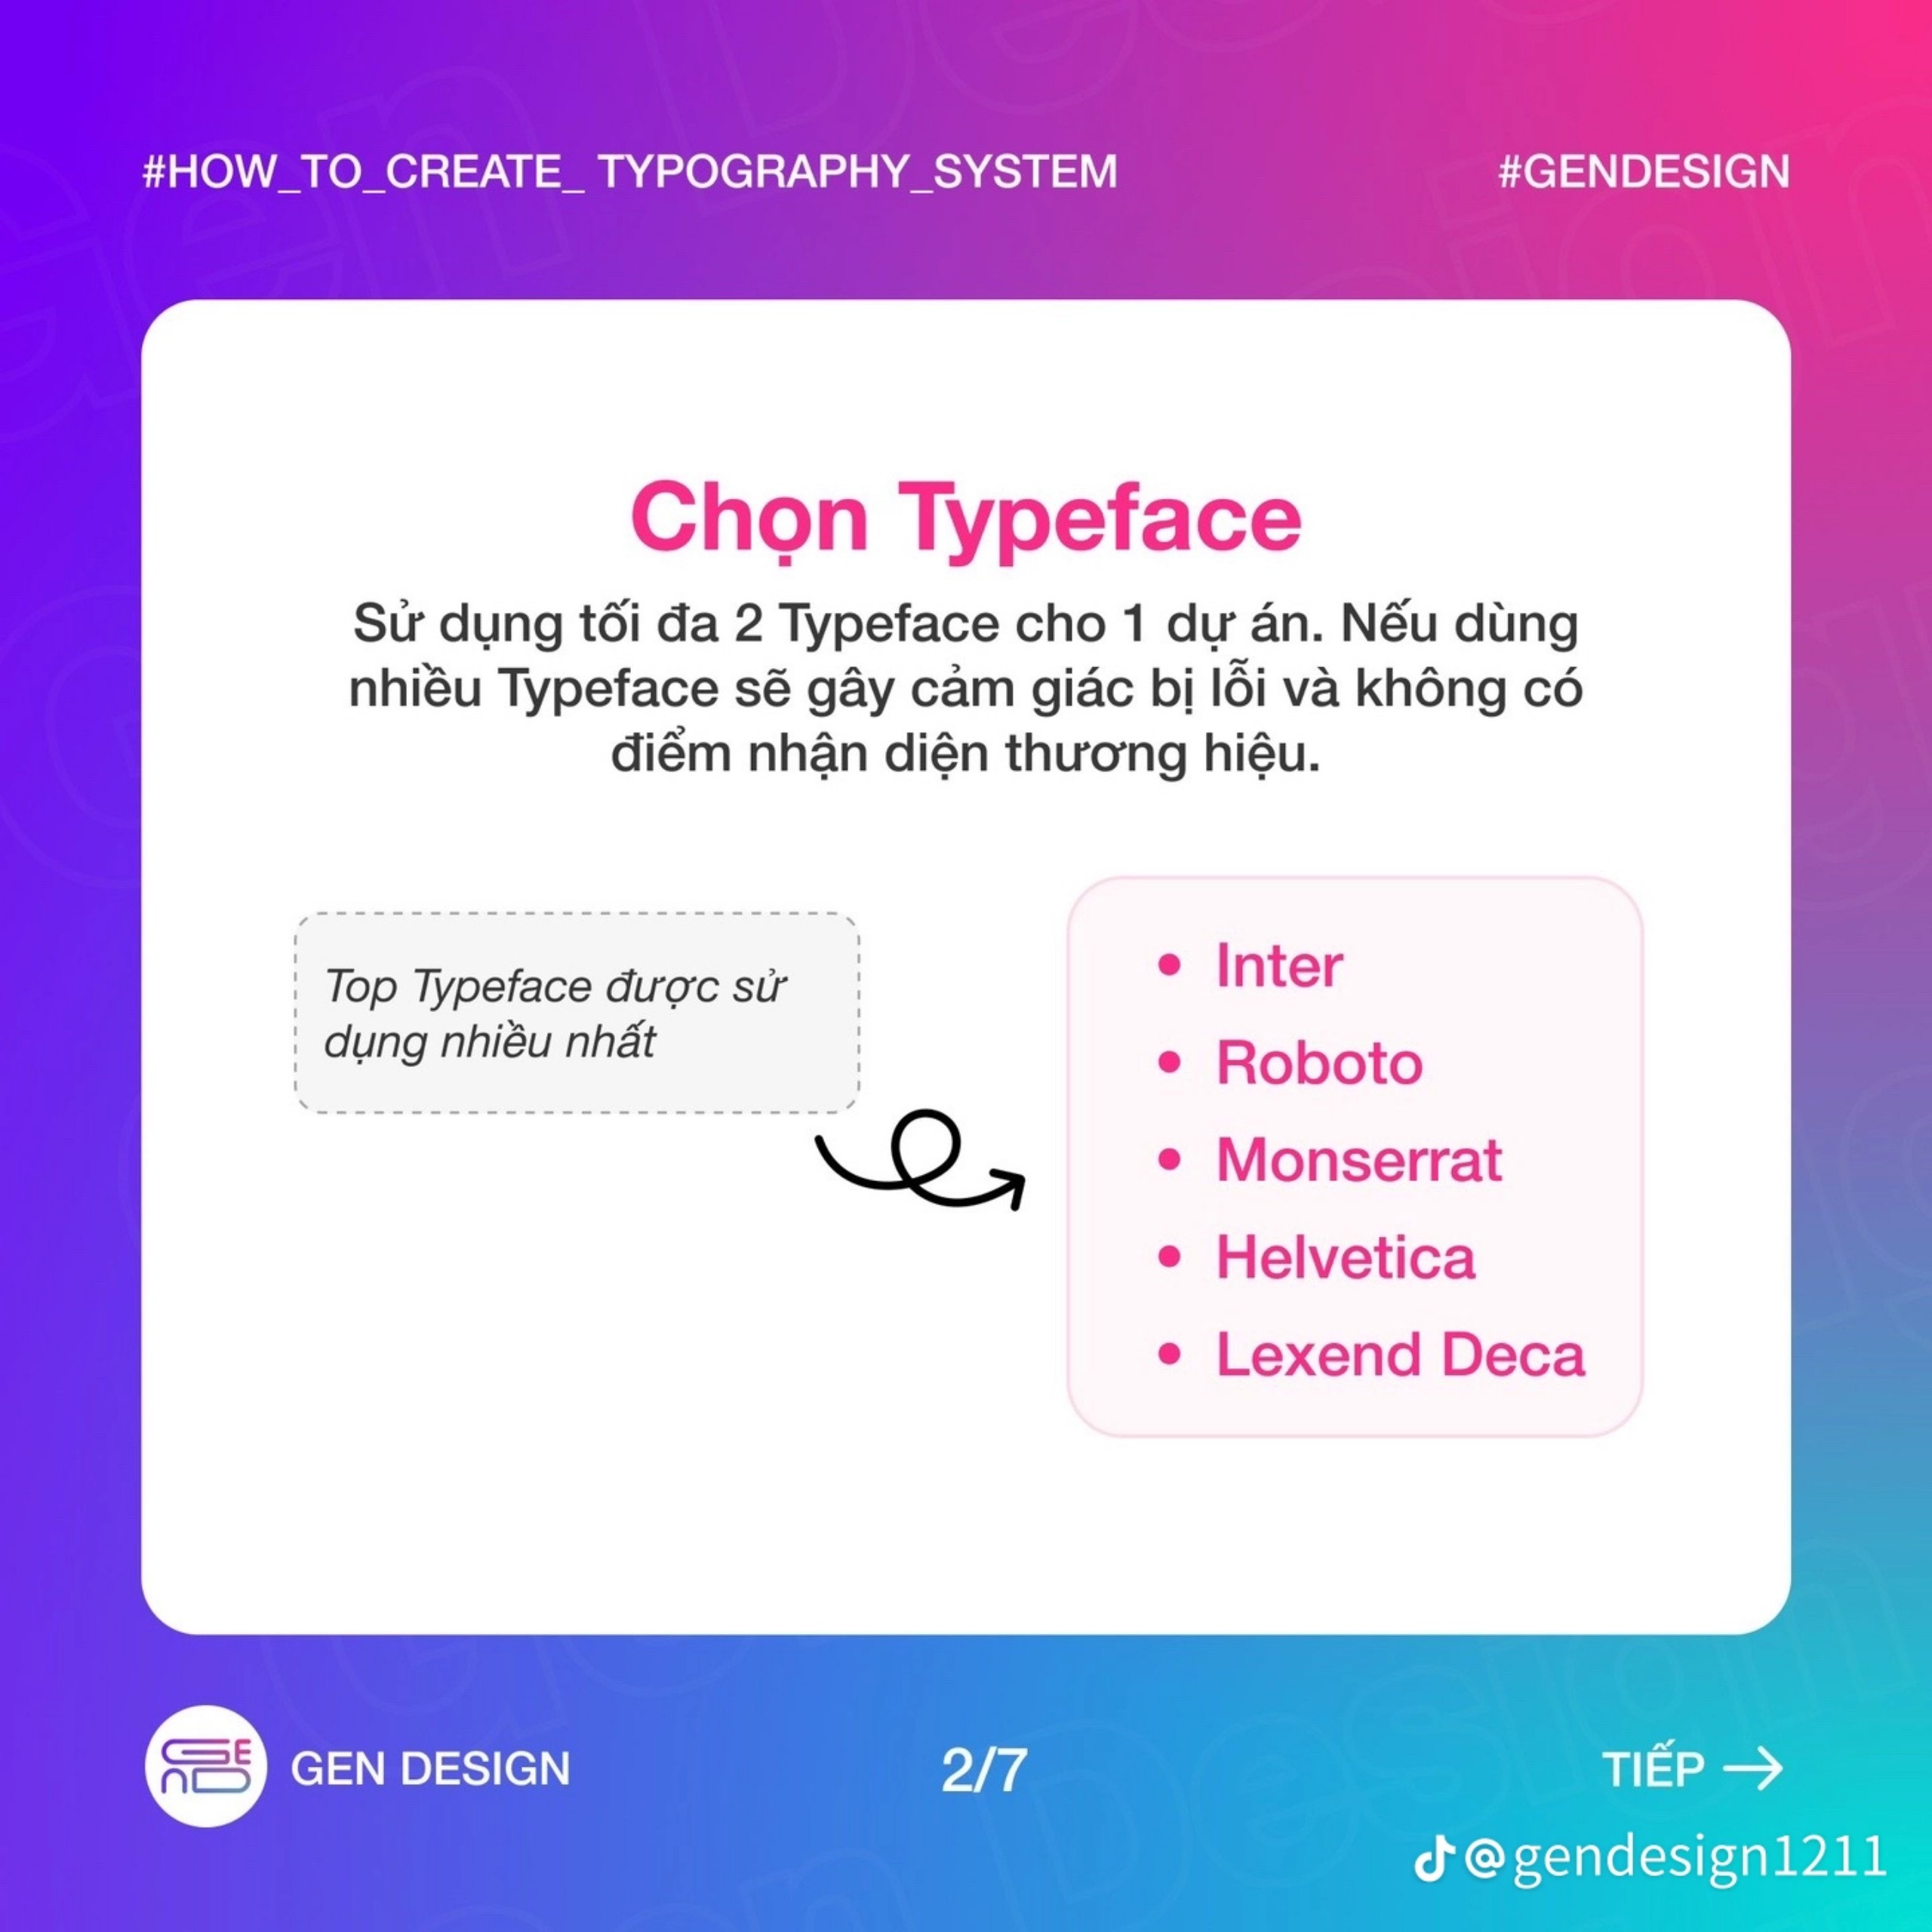 #HOW_TO_CREATE_ TYPOGRAPHY_SYSTEM
#GENDESIGN
Chọn Typeface
Sử dụng tối đa 2 Typeface cho 1 dự án. Nếu dùng
nhiều Typeface sẽ gây cảm giác bị lỗi và không có
điểm nhận diện thương hiệu.
Top Typeface được sử
dụng nhiều nhất
• Inter
• Roboto
• Monserrat
• Helvetica
• Lexend Deca
GEN DESIGN
2/7
TIẾP →
@gendesign1211